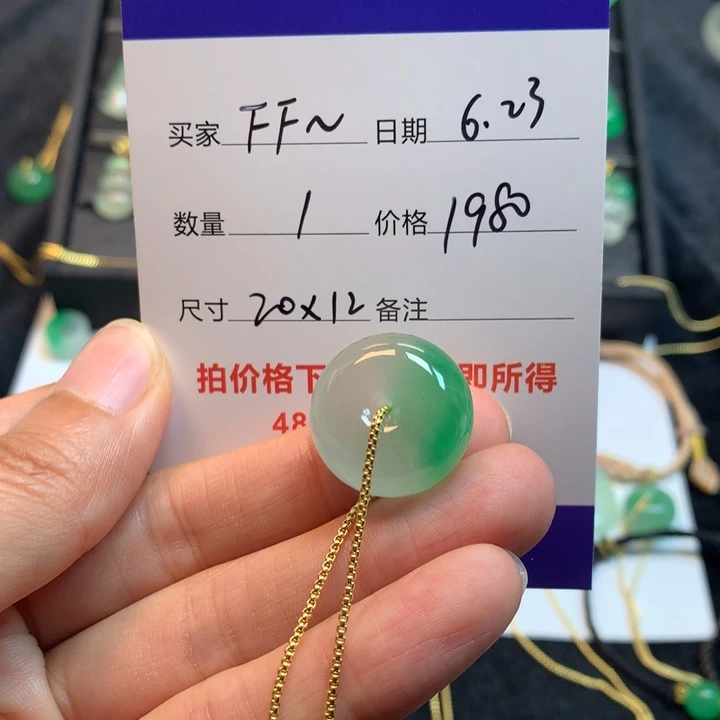 买家 FF~ 日期 6.23
数量 1 价格 1980
尺寸 20x12 备注
拍价格下 即所得
48